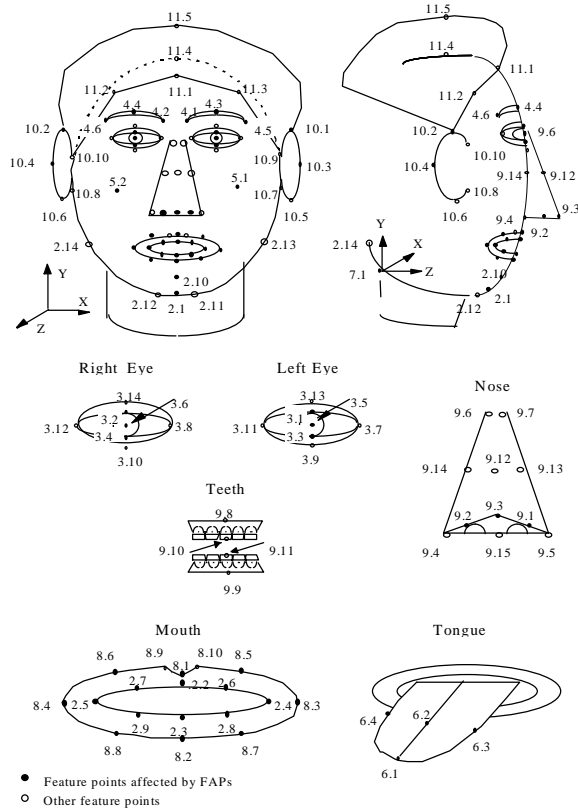 11.5
11.5
11.4
11.4
11.1
11.2 11.1 11.3
11.2
4.4 4.2 4.1 4.3
4.6 4.4
10.2 4.6 4.5 10.1
10.2 9.6
10.4 10.10 10.9 10.3
10.10
10.4 9.14 9.12
10.8 5.2 5.1 10.7
10.8
10.6 10.5
10.6 9.3
9.4 9.2
2.14 2.13
2.14 Y X Z
7.1
Y X Z
2.10
2.10
2.12 2.1 2.11
2.12 2.1
Right Eye Left Eye
Nose
3.14 3.6
3.13 3.5
3.12 3.2 3.8
3.4
3.10
3.11 3.1 3.7
3.3
3.9
9.6 9.7
9.14 9.12 9.13
9.3
9.2 9.1
9.4 9.15 9.5
Teeth
9.8
9.10 9.11
9.9
Mouth
8.6 8.9 8.10 8.5
8.1
2.7 2.2 2.6
8.4 2.5 2.4 8.3
2.9 2.3 2.8
8.8 8.2 8.7
Tongue
6.4 6.2
6.3
6.1
Feature points affected by FAPs
Other feature points